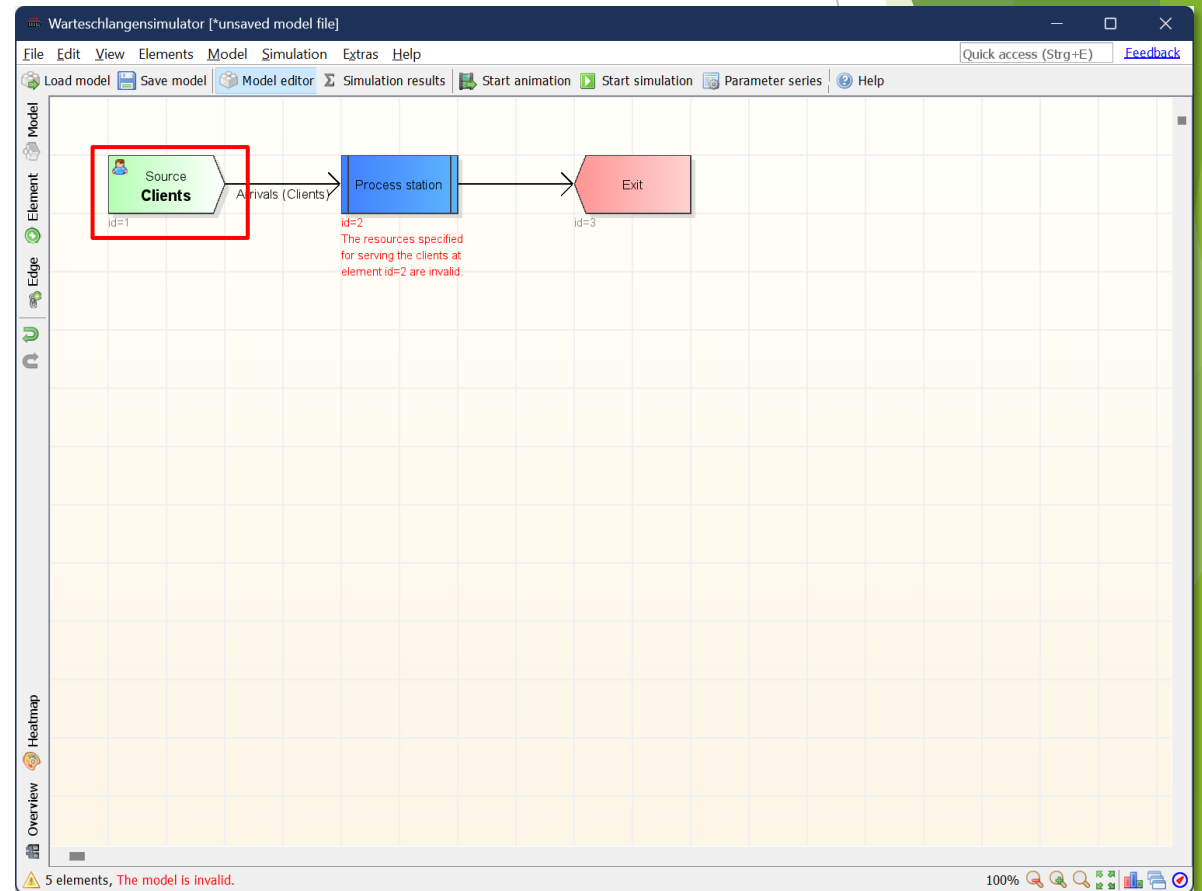 Warteschlangensimulator [*unsaved model file]
File Edit View Elements Model Simulation Extras Help
Quick access (Strg+E)
Feedback
Load model Save model Model editor Σ Simulation results Start animation Start simulation Parameter series Help
Model
Element
Edge
Heatmap
Overview
Source
Clients
id=1
Arrivals (Clients)
Process station
id=2
The resources specified
for serving the clients at
element id=2 are invalid.
Exit
id=3
5 elements, The model is invalid.
100%